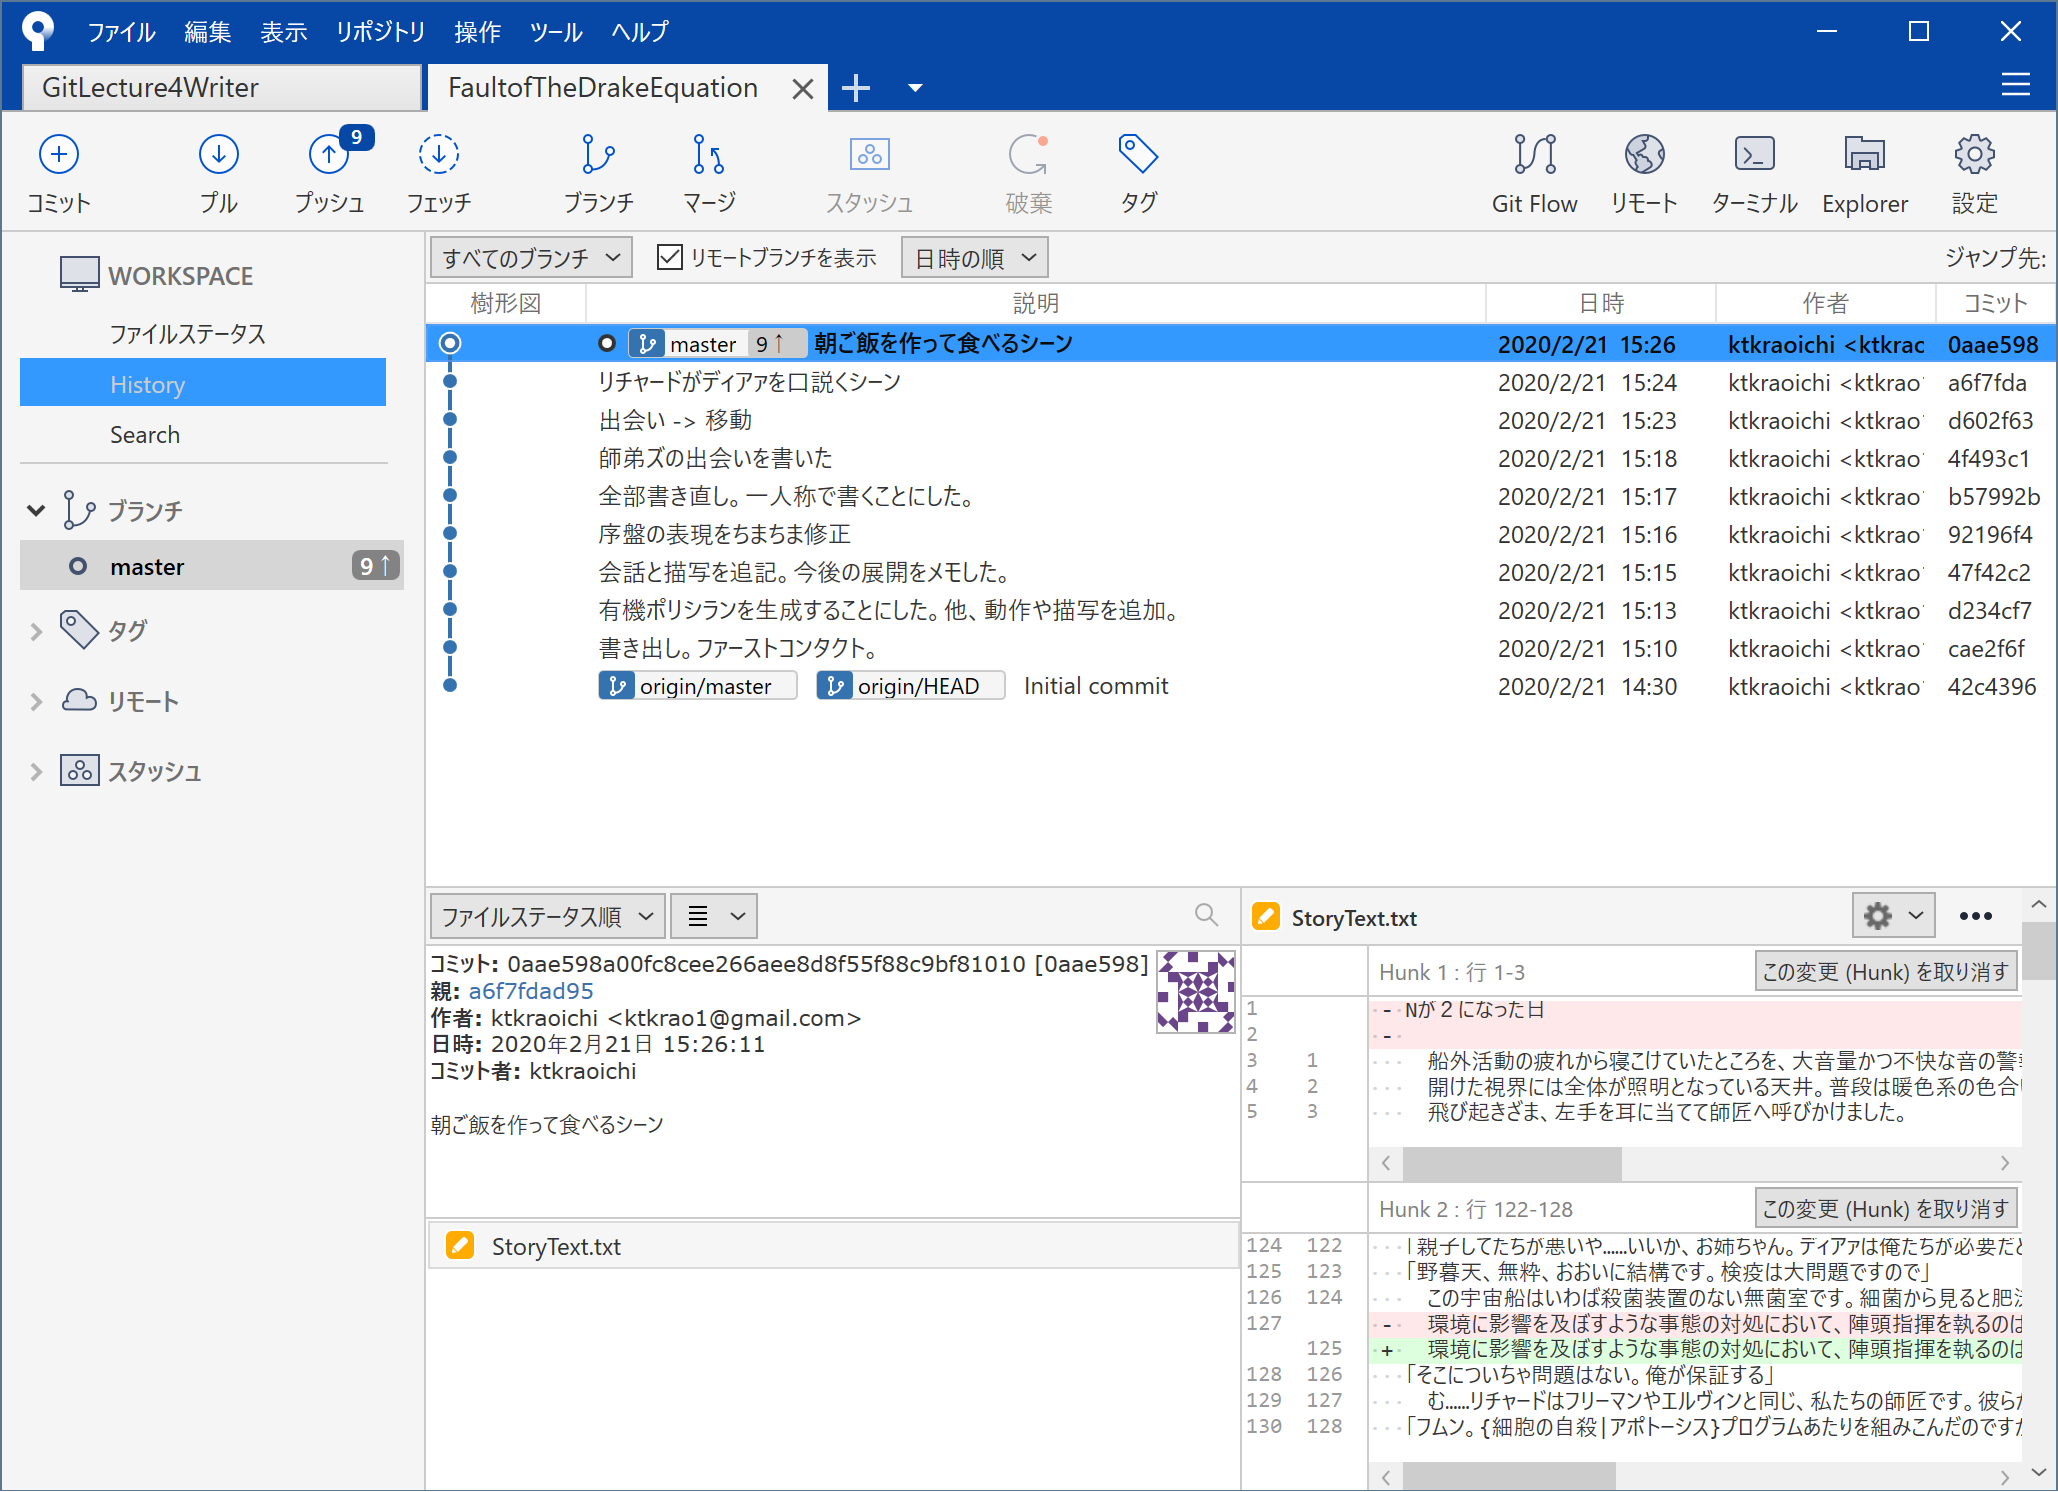 ファイル 編集 表示 リポジトリ 操作 ツール ヘルプ
GitLecture4Writer FaultofTheDrakeEquation
9
コミット プル プッシュ フェッチ ブランチ マージ スタッシュ 破棄 タグ Git Flow リモート ターミナル Explorer 設定
WORKSPACE
ファイルステータス
History
Search
ブランチ
master 9↑
タグ
リモート
スタッシュ
すべてのブランチ リモートブランチを表示 日時の順 ジャンプ先:
樹形図 説明 日時 作者 コミット
master 9↑ 朝ご飯を作って食べるシーン 2020/2/21 15:26 ktkraoichi <ktkrac 0aae598
リチャードがディアァを口説くシーン 2020/2/21 15:24 ktkraoichi <ktkrao a6f7fda
出会い -> 移動 2020/2/21 15:23 ktkraoichi <ktkrao d602f63
師弟ズの出会いを書いた 2020/2/21 15:18 ktkraoichi <ktkrao 4f493c1
全部書き直し。一人称で書くことにした。 2020/2/21 15:17 ktkraoichi <ktkrao b57992b
序盤の表現をちまちま修正 2020/2/21 15:16 ktkraoichi <ktkrao 92196f4
会話と描写を追記。今後の展開をメモした。 2020/2/21 15:15 ktkraoichi <ktkrao 47f42c2
有機ポリシランを生成することにした。他、動作や描写を追加。 2020/2/21 15:13 ktkraoichi <ktkrao d234cf7
書き出し。ファーストコンタクト。 2020/2/21 15:10 ktkraoichi <ktkrao cae2f6f
origin/master origin/HEAD Initial commit 2020/2/21 14:30 ktkraoichi <ktkrao 42c4396
ファイルステータス順
コミット: 0aae598a00fc8cee266aee8d8f55f88c9bf81010 [0aae598]
親: a6f7fdad95
作者: ktkraoichi <ktkrao1@gmail.com>
日時: 2020年2月21日 15:26:11
コミット者: ktkraoichi
朝ご飯を作って食べるシーン
StoryText.txt
StoryText.txt
Hunk 1 : 行 1-3 この変更 (Hunk) を取り消す
1 - Nが２になった日
2 -
3 1 船外活動の疲れから寝こけていたところを、大音量かつ不快な音の警
4 2 開けた視界には全体が照明となっている天井。普段は暖色系の色合
5 3 飛び起きざま、左手を耳に当てて師匠へ呼びかけました。
Hunk 2 : 行 122-128 この変更 (Hunk) を取り消す
124 122 「親子してたちが悪いや……いいか、お姉ちゃん。ディアァは俺たちが必要だと
125 123 「野暮天、無粋、おおいに結構です。検疫は大問題ですので」
126 124 この宇宙船はいわば殺菌装置のない無菌室です。細菌から見ると肥
127 - 環境に影響を及ぼすような事態の対処において、陣頭指揮を執るのは
125 + 環境に影響を及ぼすような事態の対処において、陣頭指揮を執るのは
128 126 「そこについちゃ問題はない。俺が保証する」
129 127 む……リチャードはフリーマンやエルヴィンと同じ、私たちの師匠です。彼ら
130 128 「フムン。{細胞の自殺|アポトーシス}プログラムあたりを組みこんだのです